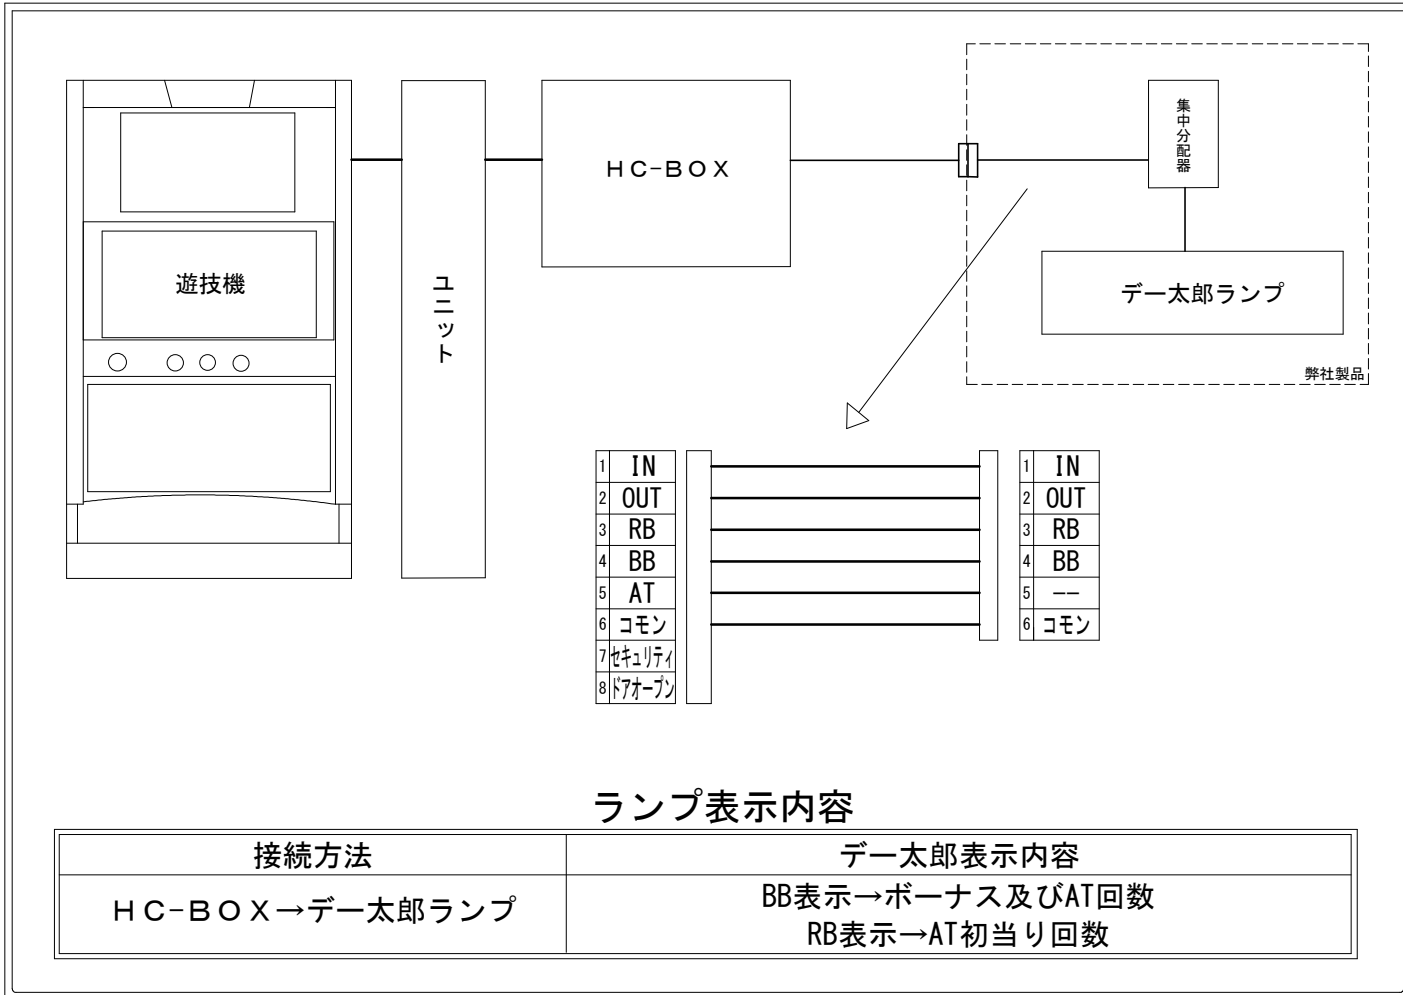 集中分配器
HC-BOX
遊技機
ユニット
デー太郎ランプ
弊社製品
1 IN
2 OUT
3 RB
4 BB
5 AT
6 コモン
7 セキュリティ
8 ドアオープン
1 IN
2 OUT
3 RB
4 BB
5 --
6 コモン
ランプ表示内容
接続方法 デー太郎表示内容
HC-BOX→デー太郎ランプ
BB表示→ボーナス及びAT回数
RB表示→AT初当り回数